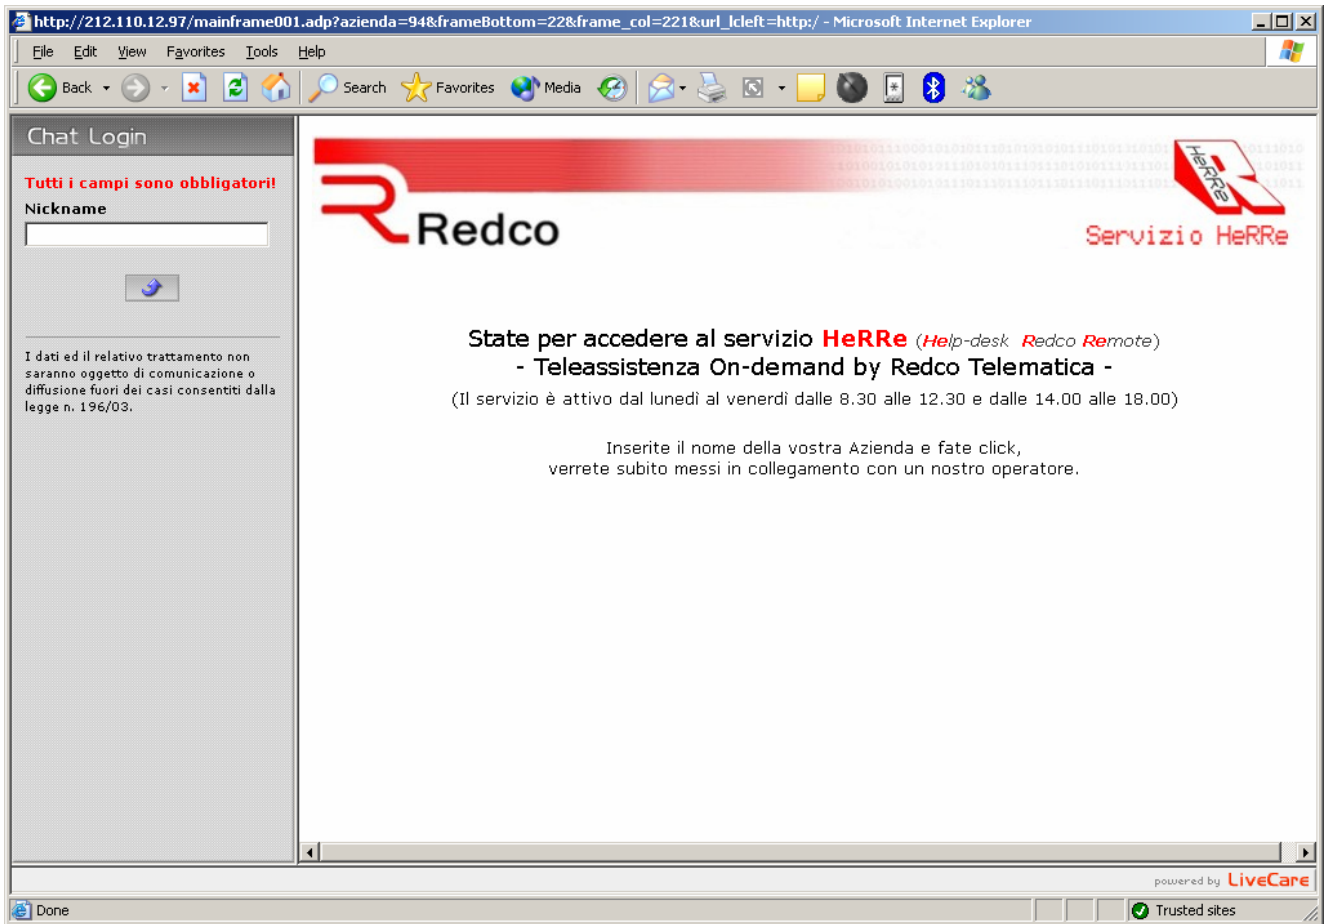 http://212.110.12.97/mainframe001.adp?azienda=94&frameBottom=22&frame_col=221&url_lcleft=http:/ - Microsoft Internet Explorer
File Edit View Favorites Tools Help
Back Search Favorites Media
Chat Login
Tutti i campi sono obbligatori!
Nickname
I dati ed il relativo trattamento non
saranno oggetto di comunicazione o
diffusione fuori dei casi consentiti dalla
legge n. 196/03.
Redco
HeRRe
Servizio HeRRe
State per accedere al servizio HeRRe (Help-desk Redco Remote)
- Teleassistenza On-demand by Redco Telematica -
(Il servizio è attivo dal lunedì al venerdì dalle 8.30 alle 12.30 e dalle 14.00 alle 18.00)
Inserite il nome della vostra Azienda e fate click,
verrete subito messi in collegamento con un nostro operatore.
powered by LiveCare
Done
Trusted sites